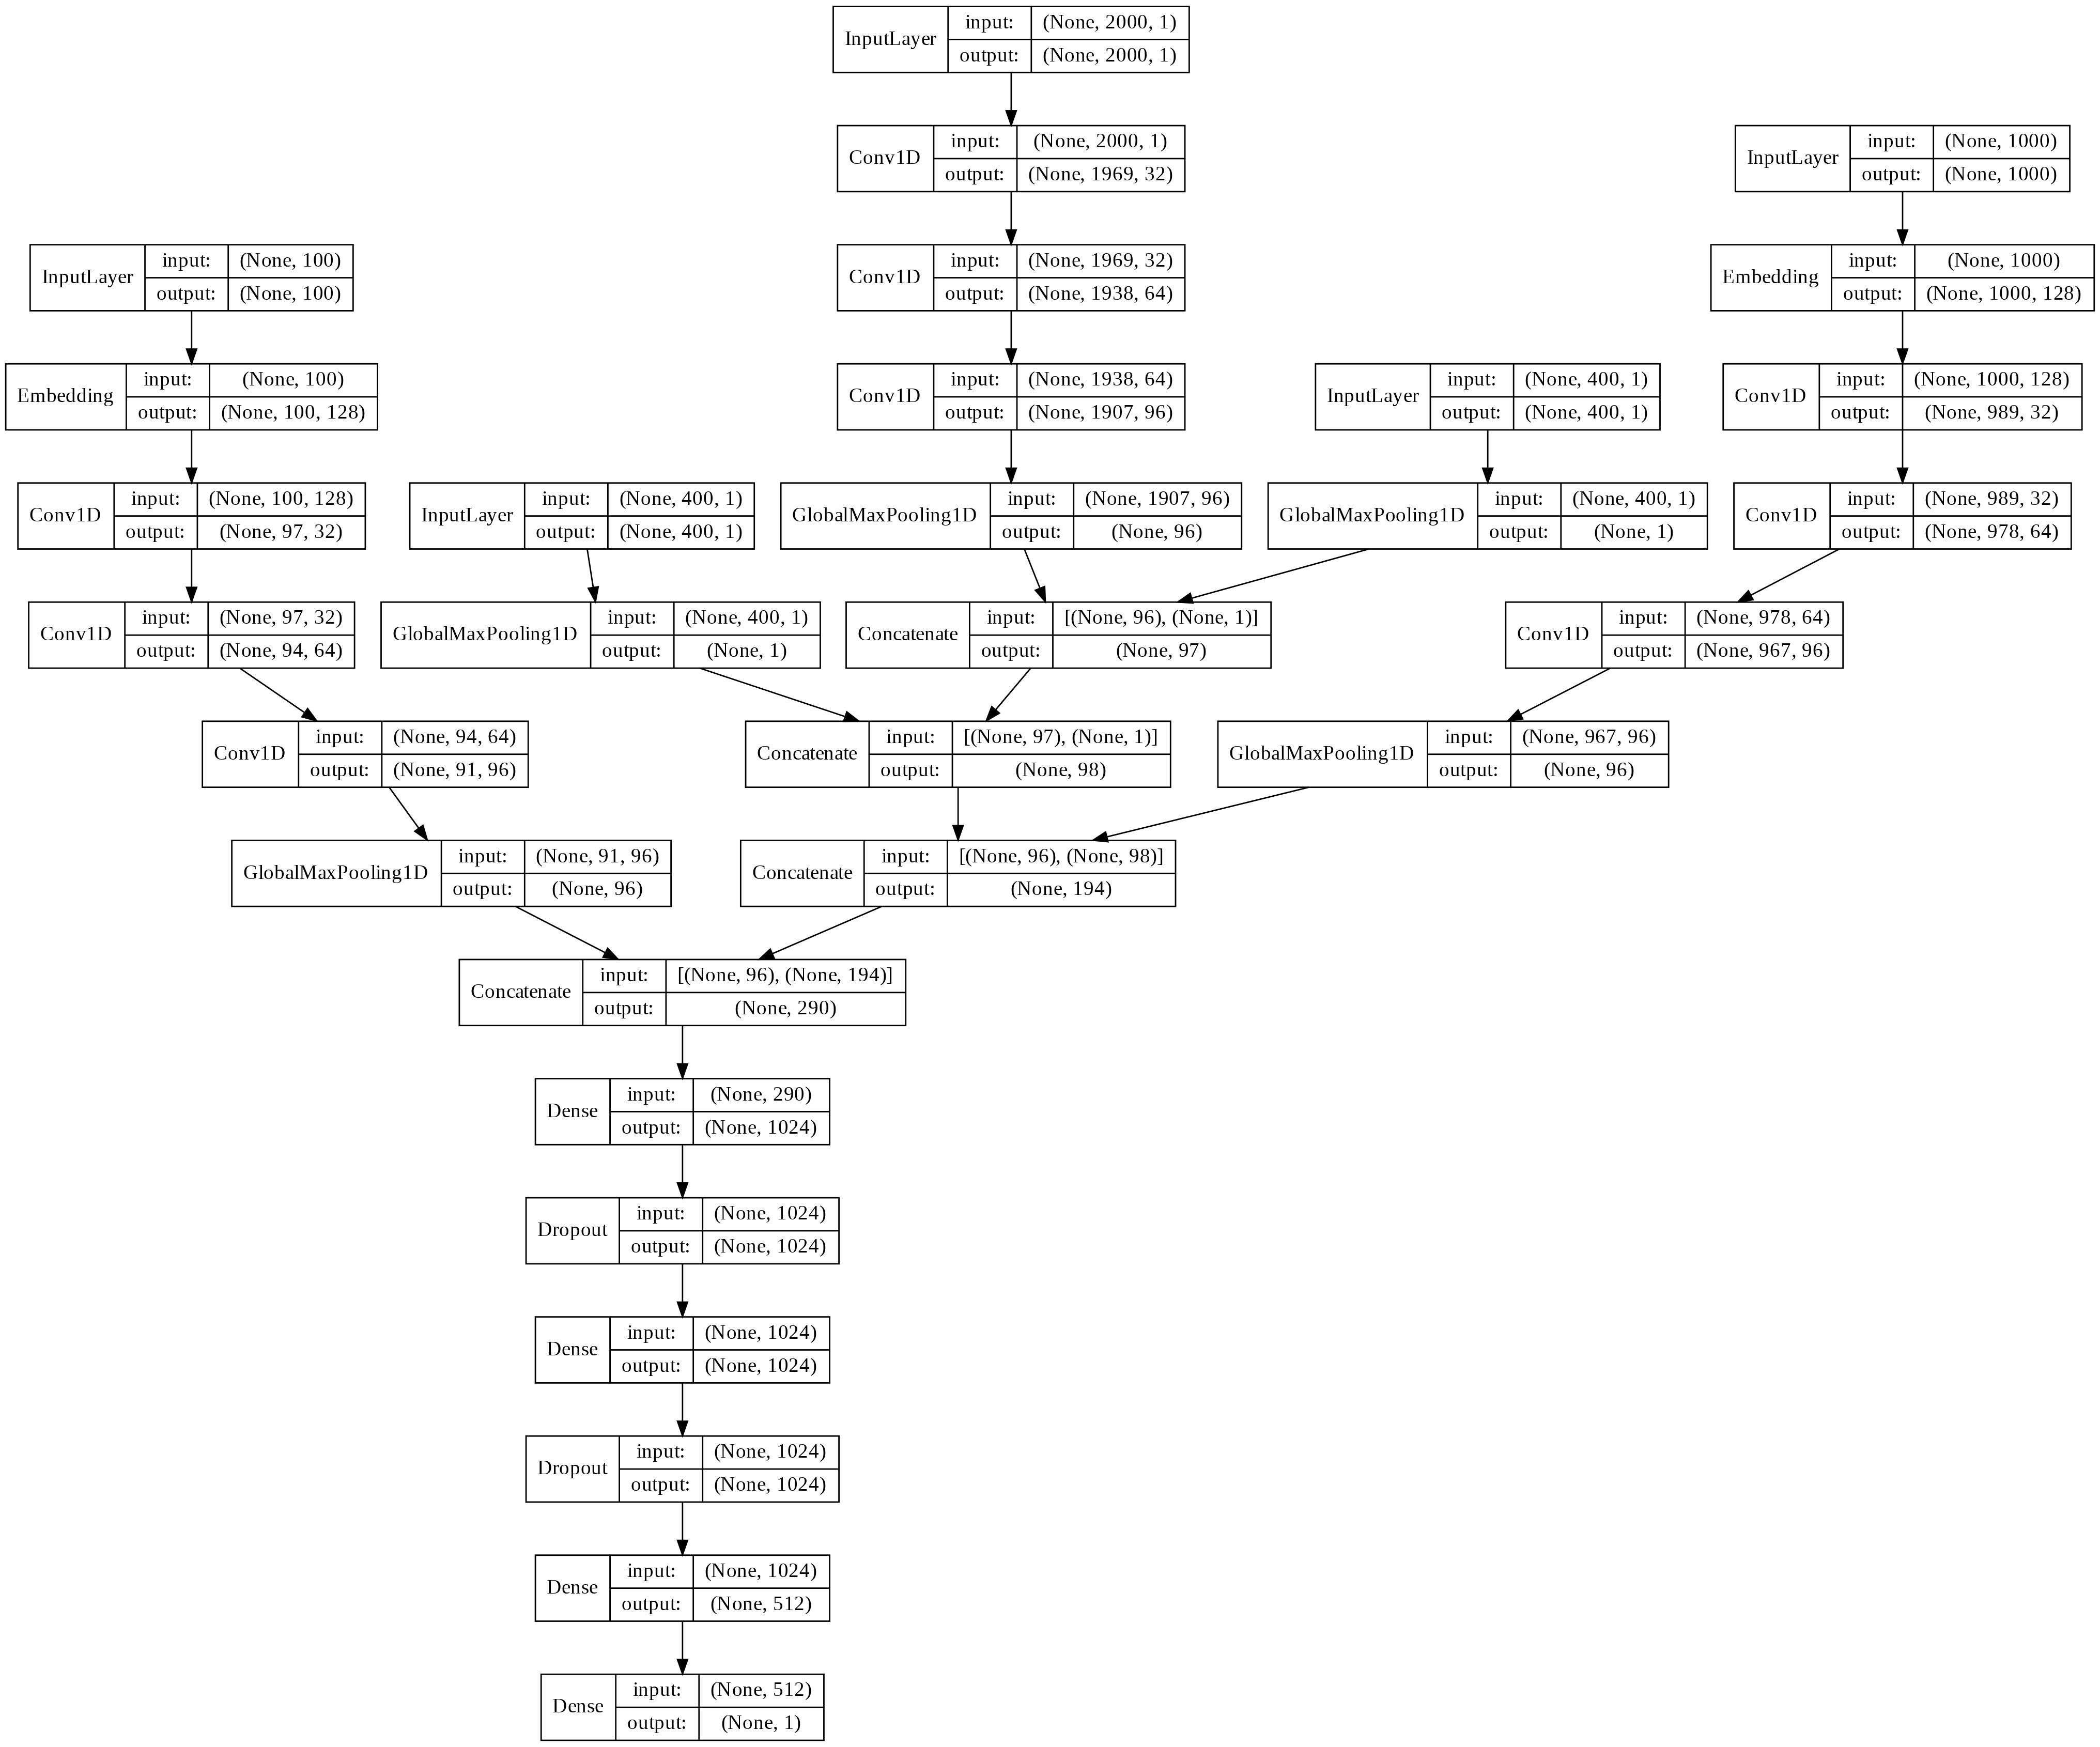 InputLayer
input:
(None, 2000, 1)
output:
(None, 2000, 1)
Conv1D
input:
(None, 2000, 1)
output:
(None, 1969, 32)
InputLayer
input:
(None, 1000)
output:
(None, 1000)
InputLayer
input:
(None, 100)
output:
(None, 100)
Conv1D
input:
(None, 1969, 32)
output:
(None, 1938, 64)
Embedding
input:
(None, 1000)
output:
(None, 1000, 128)
Embedding
input:
(None, 100)
output:
(None, 100, 128)
Conv1D
input:
(None, 1938, 64)
output:
(None, 1907, 96)
InputLayer
input:
(None, 400, 1)
output:
(None, 400, 1)
Conv1D
input:
(None, 1000, 128)
output:
(None, 989, 32)
Conv1D
input:
(None, 100, 128)
output:
(None, 97, 32)
InputLayer
input:
(None, 400, 1)
output:
(None, 400, 1)
GlobalMaxPooling1D
input:
(None, 1907, 96)
output:
(None, 96)
GlobalMaxPooling1D
input:
(None, 400, 1)
output:
(None, 1)
Conv1D
input:
(None, 989, 32)
output:
(None, 978, 64)
Conv1D
input:
(None, 97, 32)
output:
(None, 94, 64)
GlobalMaxPooling1D
input:
(None, 400, 1)
output:
(None, 1)
Concatenate
input:
[(None, 96), (None, 1)]
output:
(None, 97)
Conv1D
input:
(None, 978, 64)
output:
(None, 967, 96)
Conv1D
input:
(None, 94, 64)
output:
(None, 91, 96)
Concatenate
input:
[(None, 97), (None, 1)]
output:
(None, 98)
GlobalMaxPooling1D
input:
(None, 967, 96)
output:
(None, 96)
GlobalMaxPooling1D
input:
(None, 91, 96)
output:
(None, 96)
Concatenate
input:
[(None, 96), (None, 98)]
output:
(None, 194)
Concatenate
input:
[(None, 96), (None, 194)]
output:
(None, 290)
Dense
input:
(None, 290)
output:
(None, 1024)
Dropout
input:
(None, 1024)
output:
(None, 1024)
Dense
input:
(None, 1024)
output:
(None, 1024)
Dropout
input:
(None, 1024)
output:
(None, 1024)
Dense
input:
(None, 1024)
output:
(None, 512)
Dense
input:
(None, 512)
output:
(None, 1)